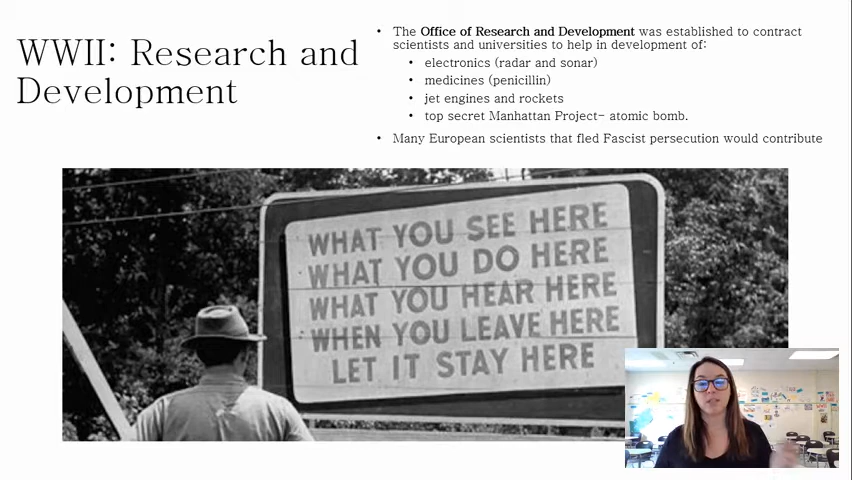 WWII: Research and
Development
• The Office of Research and Development was established to contract
scientists and universities to help in development of:
• electronics (radar and sonar)
• medicines (penicillin)
• jet engines and rockets
• top secret Manhattan Project- atomic bomb.
• Many European scientists that fled Fascist persecution would contribute
WHAT YOU SEE HERE
WHAT YOU DO HERE
WHAT YOU HEAR HERE
WHEN YOU LEAVE HERE
LET IT STAY HERE